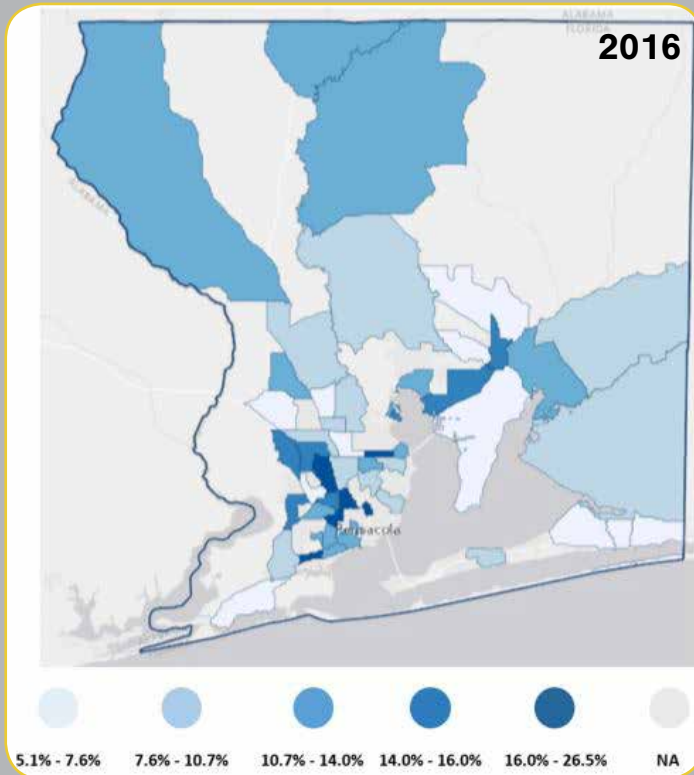 ALABAMA
FLORIDA
2016
ALABAMA
Pensacola
5.1% - 7.6% 7.6% - 10.7% 10.7% - 14.0% 14.0% - 16.0% 16.0% - 26.5% NA